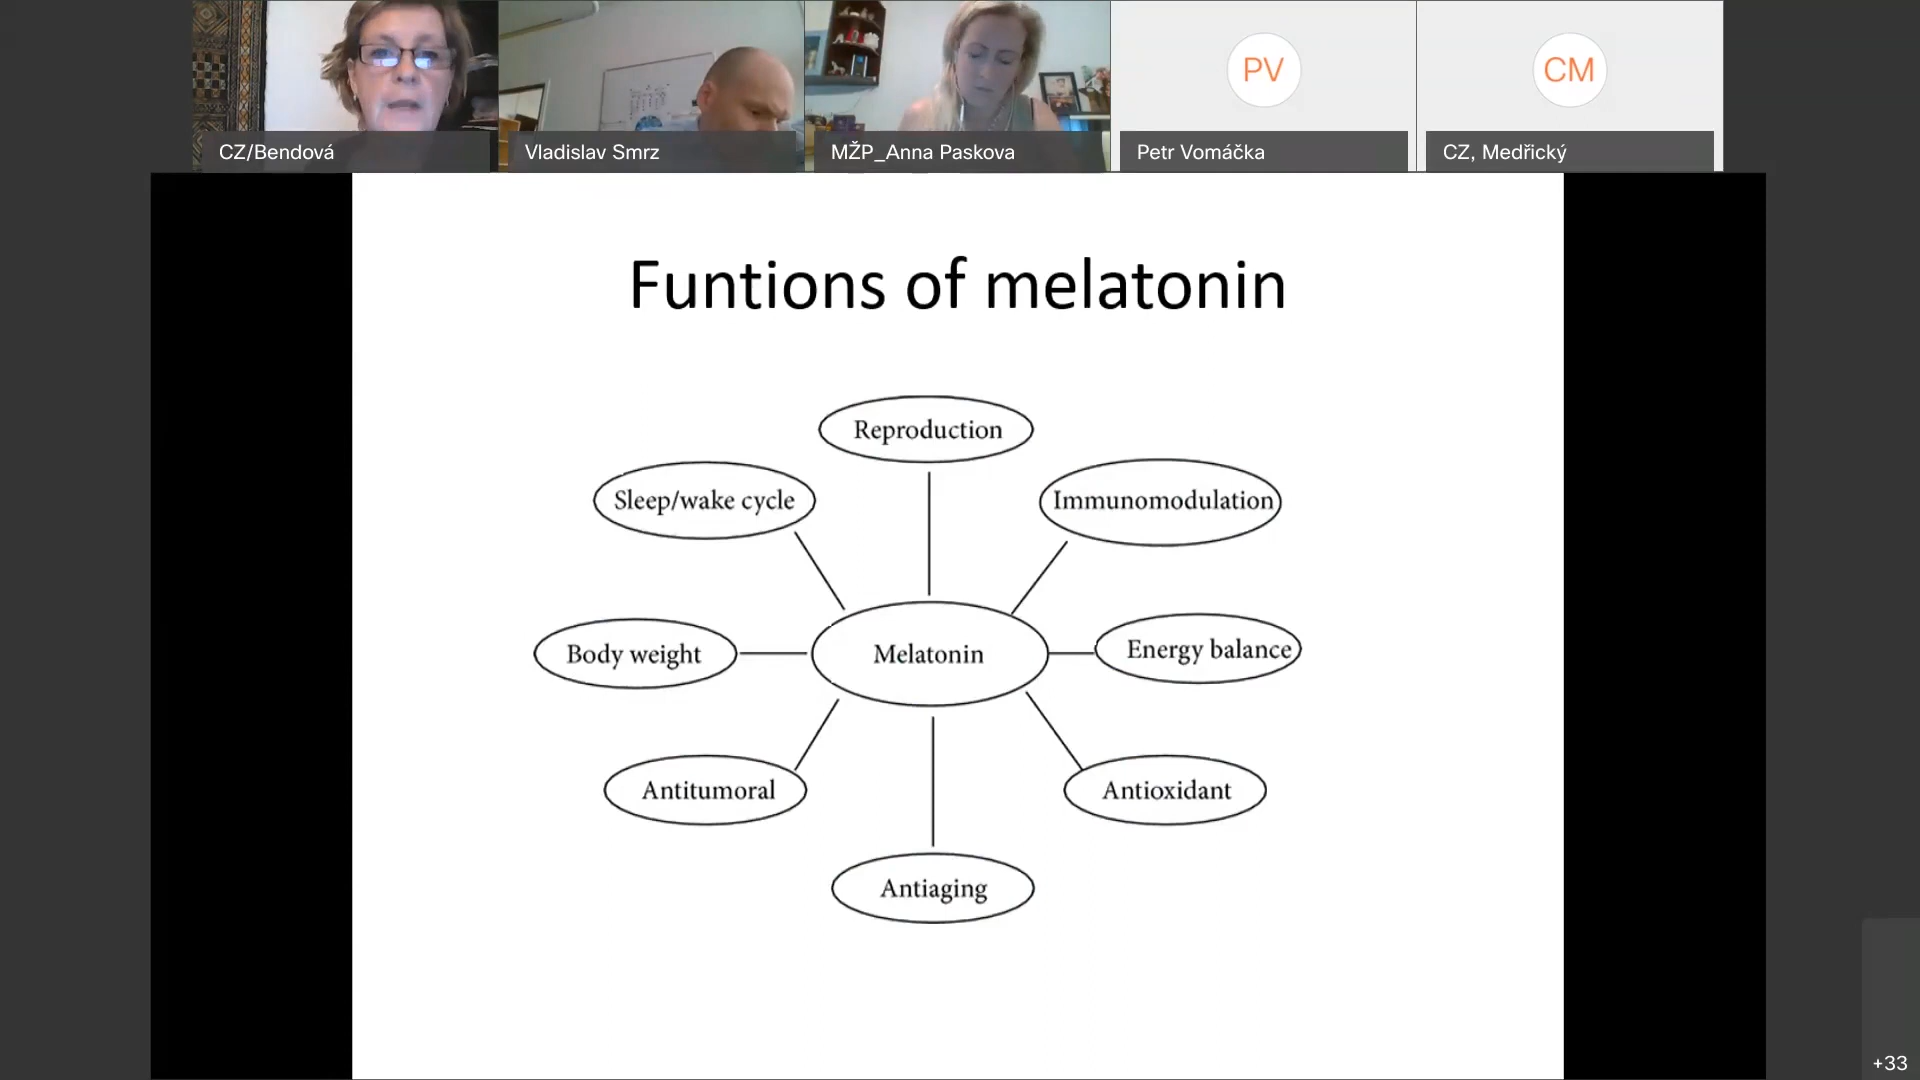 PV
CM
CZ/Bendová
Vladislav Smrz
MŽP_Anna Paskova
Petr Vomáčka
CZ, Medřický
Funtions of melatonin
Reproduction
Sleep/wake cycle
Immunomodulation
Body weight
Melatonin
Energy balance
Antitumoral
Antioxidant
Antiaging
+33